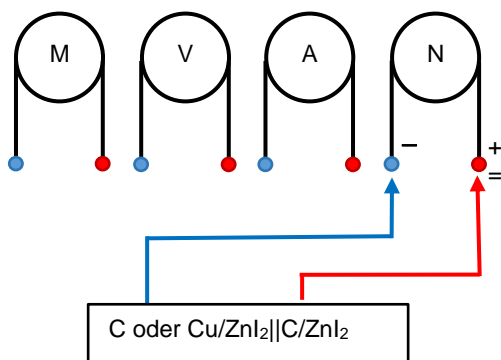 M V A N
− +
=
C oder Cu/ZnI₂||C/ZnI₂